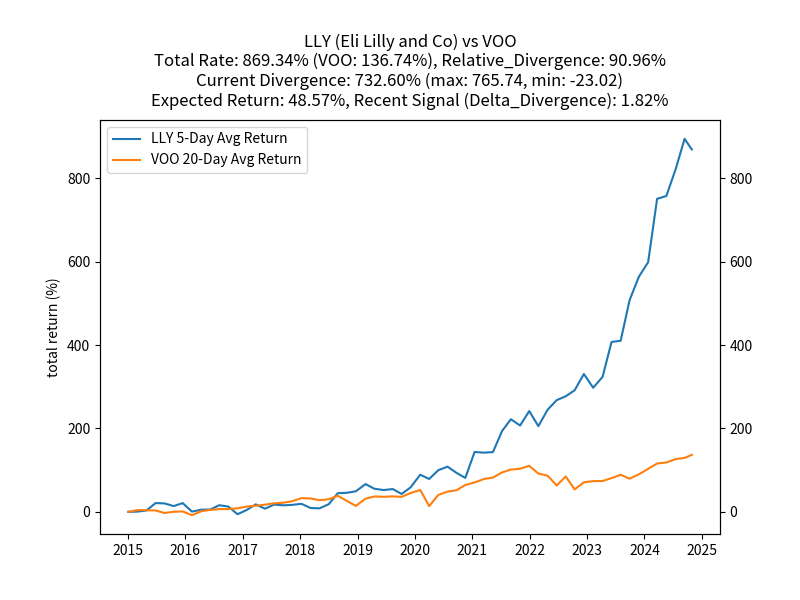 LLY (Eli Lilly and Co) vs VOO
Total Rate: 869.34% (VOO: 136.74%), Relative_Divergence: 90.96%
Current Divergence: 732.60% (max: 765.74, min: -23.02)
Expected Return: 48.57%, Recent Signal (Delta_Divergence): 1.82%
LLY 5-Day Avg Return
VOO 20-Day Avg Return
800 800
600 600
400 400
200 200
0 0
total return (%)
2015 2016 2017 2018 2019 2020 2021 2022 2023 2024 2025